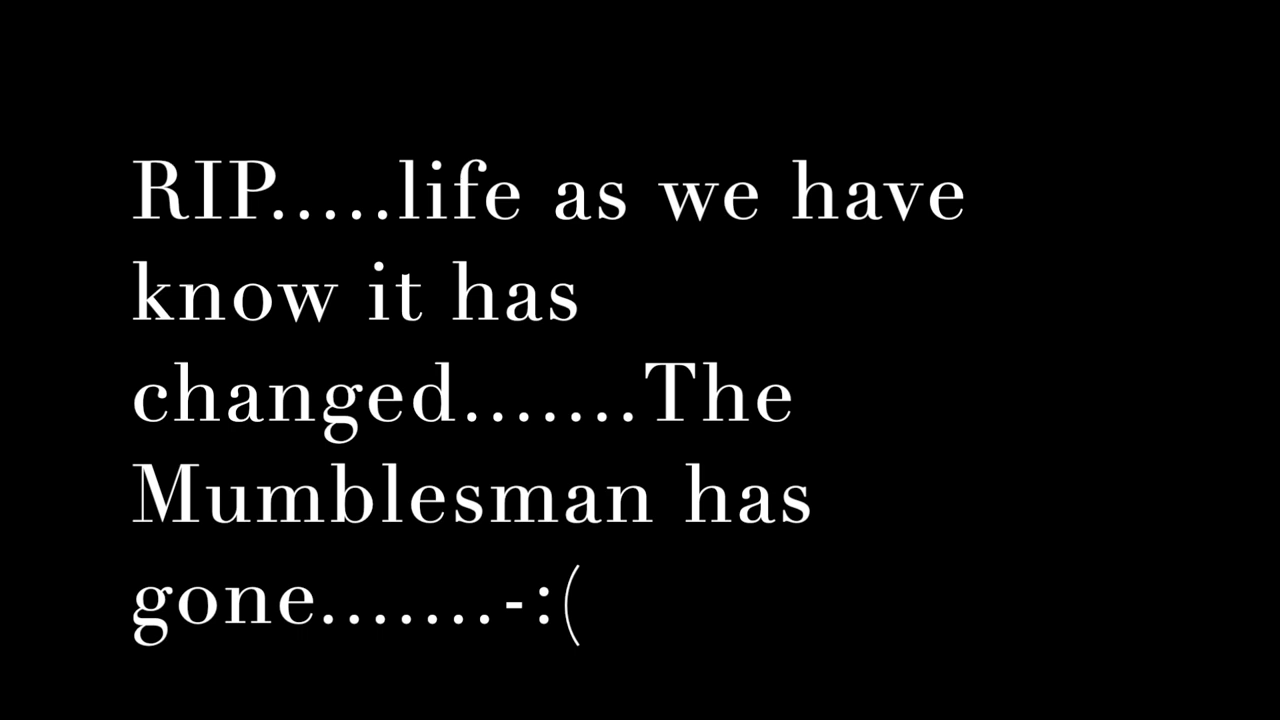 RIP.....life as we have
know it has
changed.......The
Mumblesman has
gone.......-:(